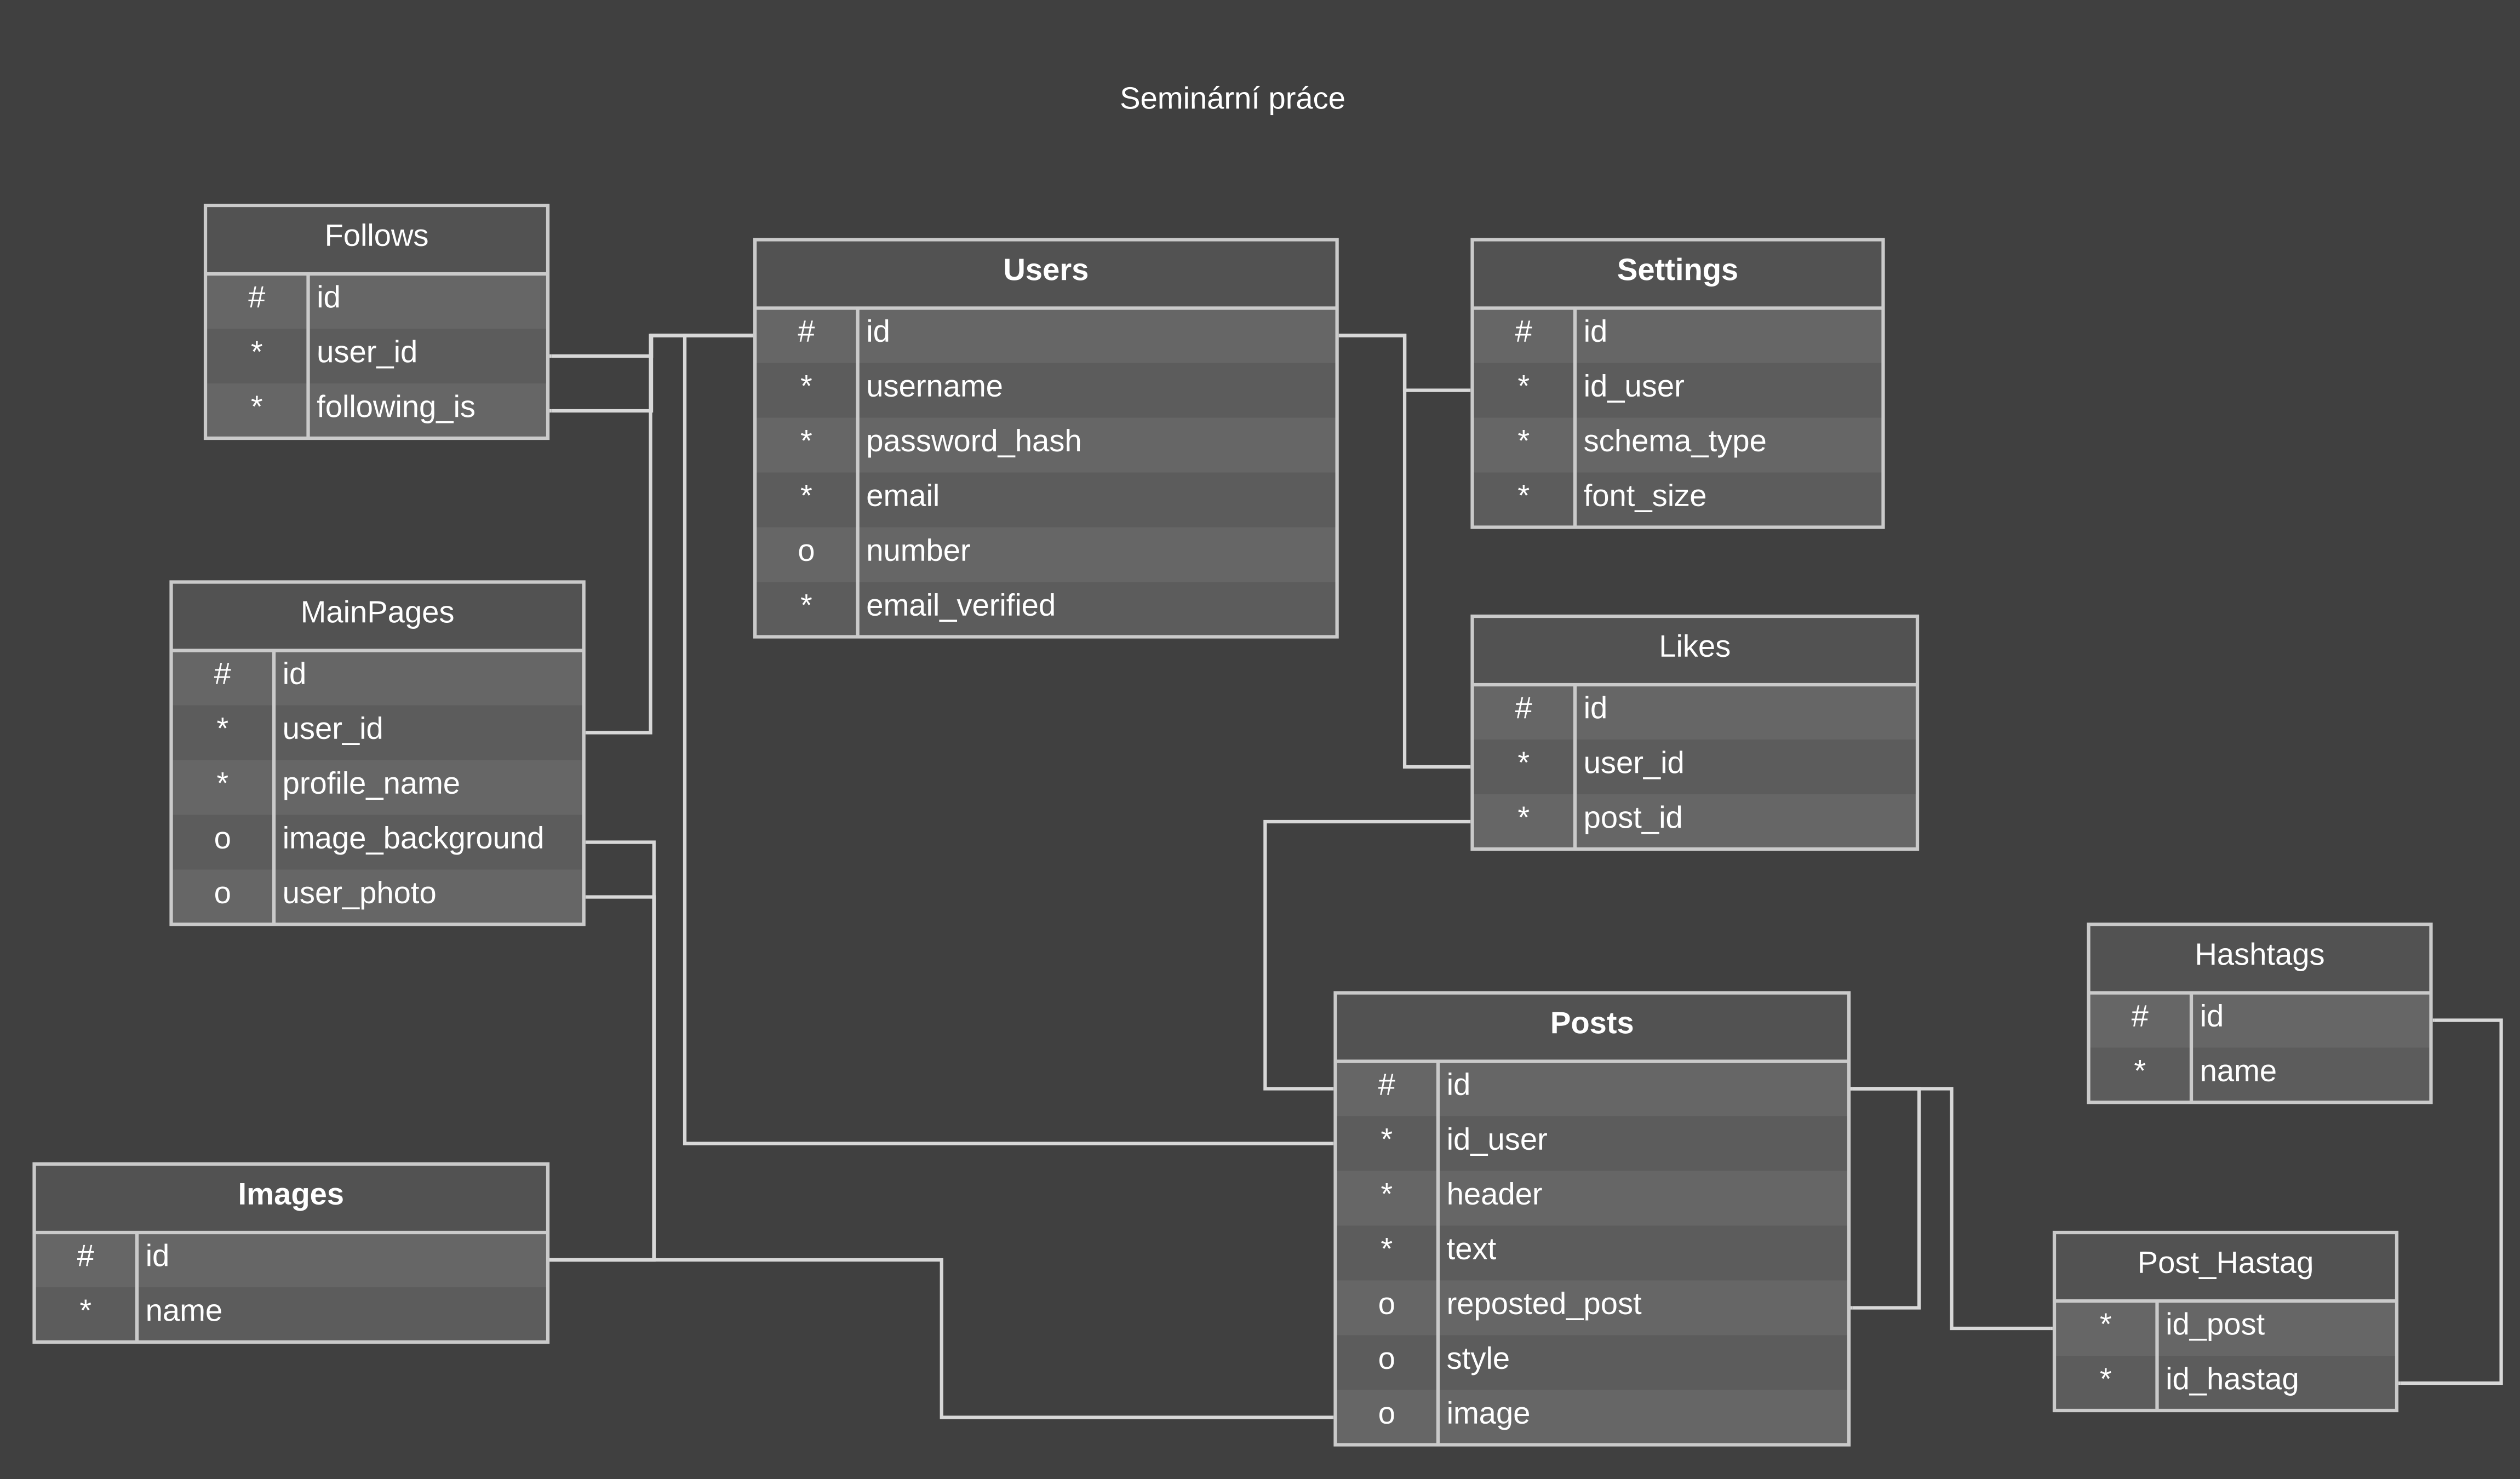 Seminární práce
Follows
# id
* user_id
* following_is
Users
# id
* username
* password_hash
* email
o number
* email_verified
Settings
# id
* id_user
* schema_type
* font_size
MainPages
# id
* user_id
* profile_name
o image_background
o user_photo
Likes
# id
* user_id
* post_id
Hashtags
# id
* name
Posts
# id
* id_user
* header
* text
o reposted_post
o style
o image
Images
# id
* name
Post_Hastag
* id_post
* id_hastag